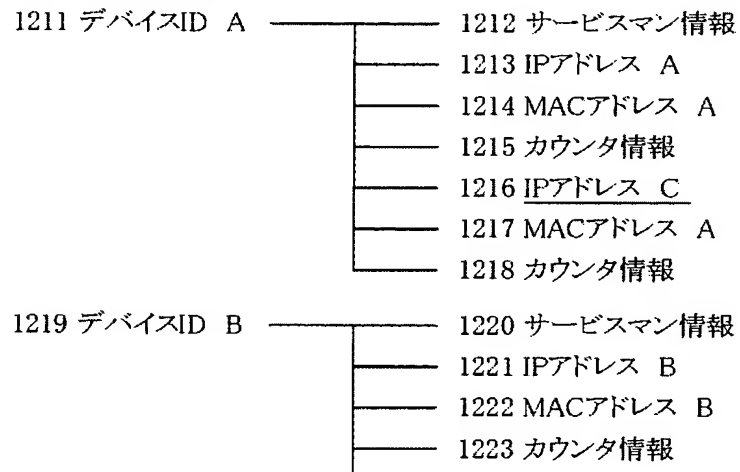 1211 デバイスID A
1212 サービスマン情報
1213 IPアドレス A
1214 MACアドレス A
1215 カウンタ情報
1216 IPアドレス C
1217 MACアドレス A
1218 カウンタ情報
1219 デバイスID B
1220 サービスマン情報
1221 IPアドレス B
1222 MACアドレス B
1223 カウンタ情報